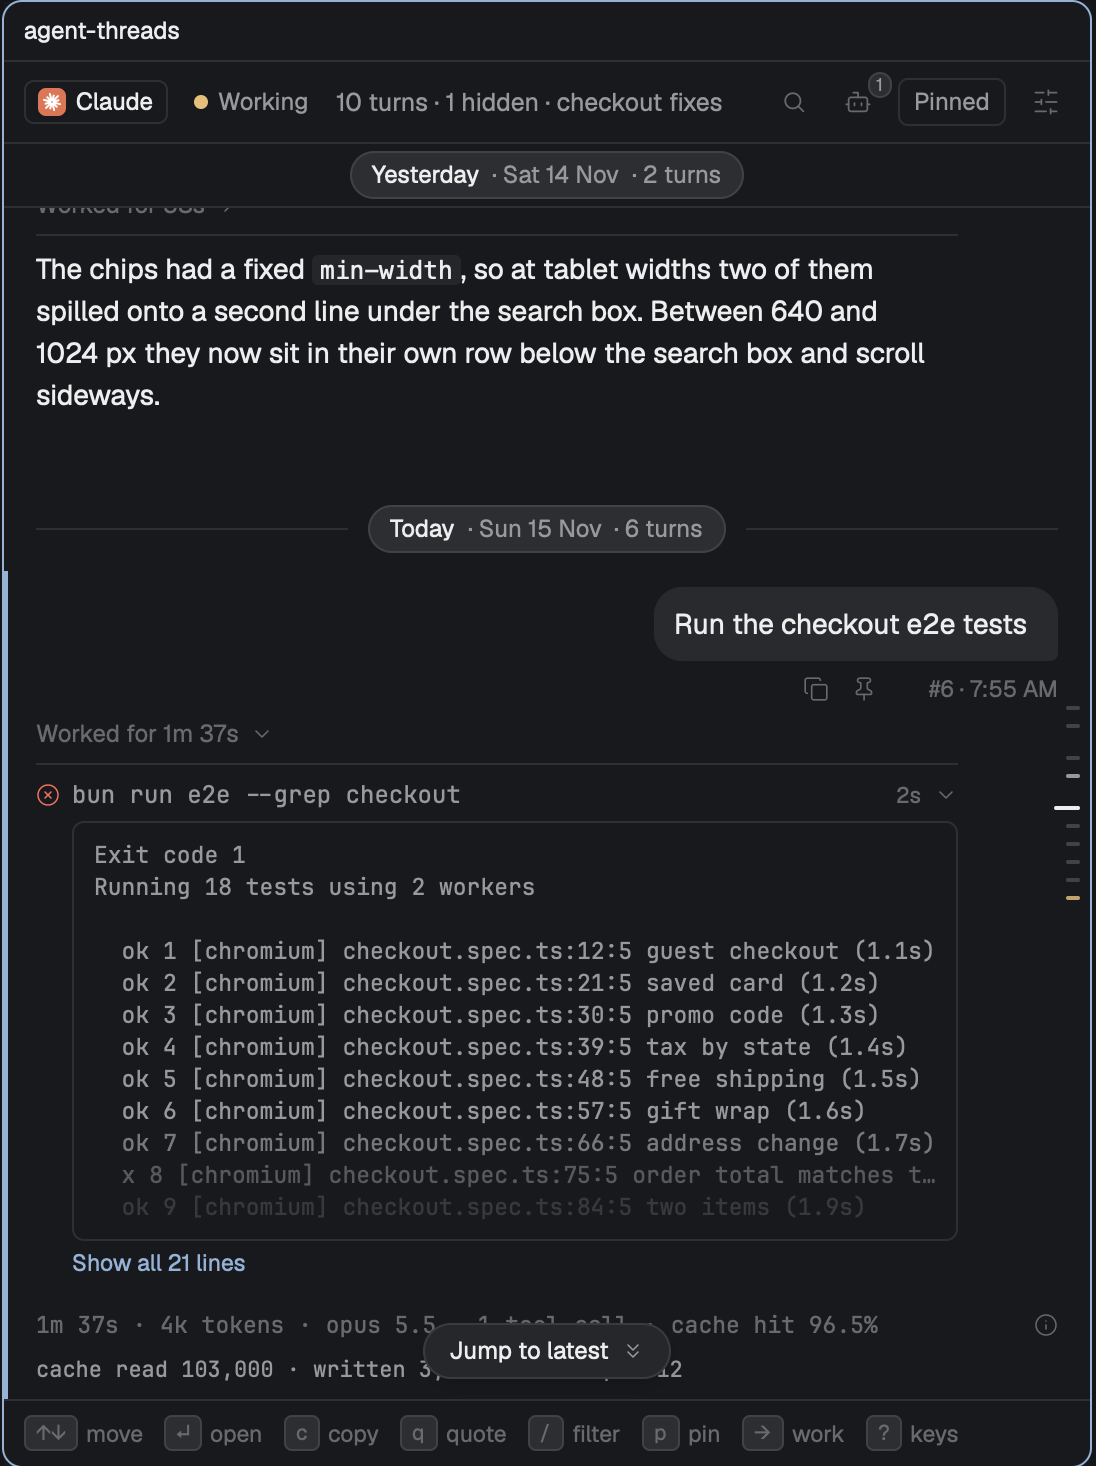 agent-threads
Claude
Working
10 turns · 1 hidden · checkout fixes
1
Pinned
Yesterday · Sat 14 Nov · 2 turns
Worked for
The chips had a fixed min-width, so at tablet widths two of them
spilled onto a second line under the search box. Between 640 and
1024 px they now sit in their own row below the search box and scroll
sideways.
Today · Sun 15 Nov · 6 turns
Run the checkout e2e tests
#6 · 7:55 AM
Worked for 1m 37s
bun run e2e --grep checkout
2s
Exit code 1
Running 18 tests using 2 workers
ok 1 [chromium] checkout.spec.ts:12:5 guest checkout (1.1s)
ok 2 [chromium] checkout.spec.ts:21:5 saved card (1.2s)
ok 3 [chromium] checkout.spec.ts:30:5 promo code (1.3s)
ok 4 [chromium] checkout.spec.ts:39:5 tax by state (1.4s)
ok 5 [chromium] checkout.spec.ts:48:5 free shipping (1.5s)
ok 6 [chromium] checkout.spec.ts:57:5 gift wrap (1.6s)
ok 7 [chromium] checkout.spec.ts:66:5 address change (1.7s)
x 8 [chromium] checkout.spec.ts:75:5 order total matches t…
ok 9 [chromium] checkout.spec.ts:84:5 two items (1.9s)
Show all 21 lines
1m 37s · 4k tokens · opus 5.5 · 1 tool call · cache hit 96.5%
Jump to latest
cache read 103,000 · written
↑↓ move ↵ open c copy q quote / filter p pin → work ? keys